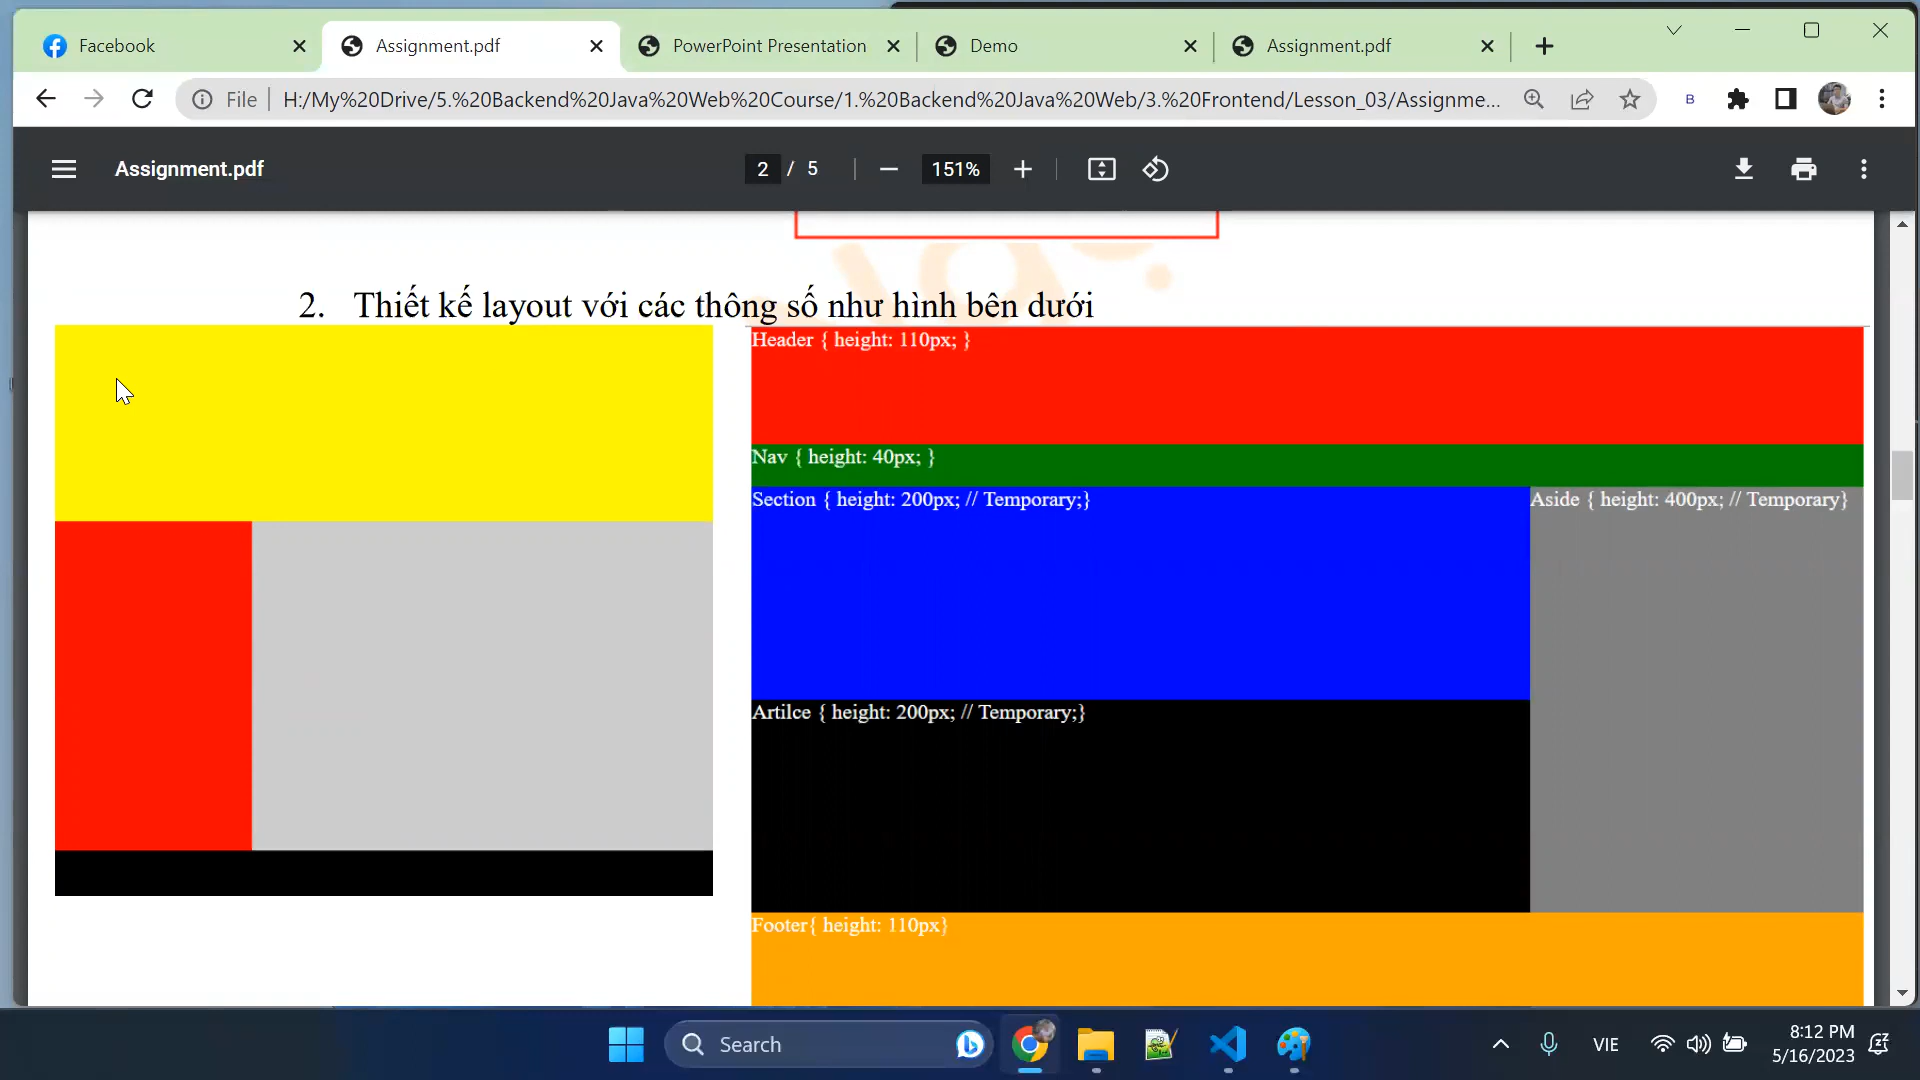 Facebook
Assignment.pdf
PowerPoint Presentation
Demo
Assignment.pdf
File
H:/My%20Drive/5.%20Backend%20Java%20Web%20Course/1.%20Backend%20Java%20Web/3.%20Frontend/Lesson_03/Assignme...
B
Assignment.pdf
2 / 5
151%
2. Thiết kế layout với các thông số như hình bên dưới
Header { height: 110px; }
Nav { height: 40px; }
Section { height: 200px; // Temporary;}
Aside { height: 400px; // Temporary}
Artilce { height: 200px; // Temporary;}
Footer{ height: 110px}
Search
VIE
8:12 PM
5/16/2023